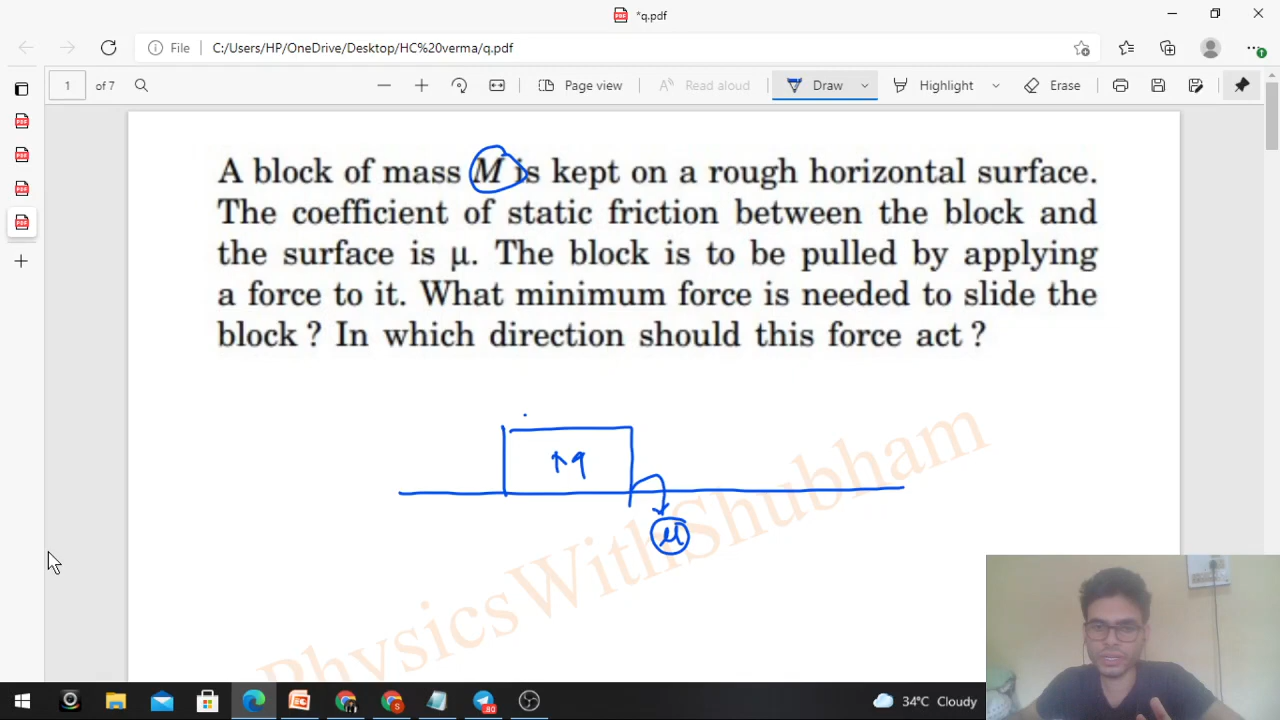 *q.pdf
File C:/Users/HP/OneDrive/Desktop/HC%20verma/q.pdf
1 of 7 Page view Read aloud Draw Highlight Erase
A block of mass M is kept on a rough horizontal surface.
The coefficient of static friction between the block and
the surface is μ. The block is to be pulled by applying
a force to it. What minimum force is needed to slide the
block ? In which direction should this force act ?
μ
PhysicsWithShubham
34°C Cloudy